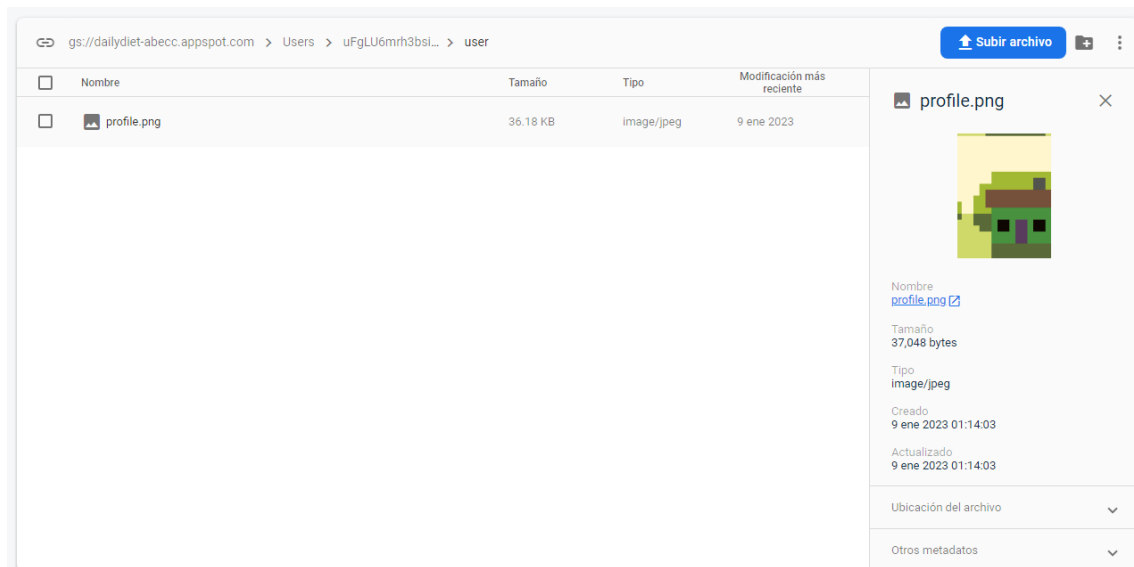 gs://dailydiet-abecc.appspot.com > Users > uFgLU6mrh3bsi... > user
Subir archivo
Nombre Tamaño Tipo Modificación más reciente
profile.png 36.18 KB image/jpeg 9 ene 2023
profile.png
Nombre
profile.png
Tamaño
37,048 bytes
Tipo
image/jpeg
Creado
9 ene 2023 01:14:03
Actualizado
9 ene 2023 01:14:03
Ubicación del archivo
Otros metadatos